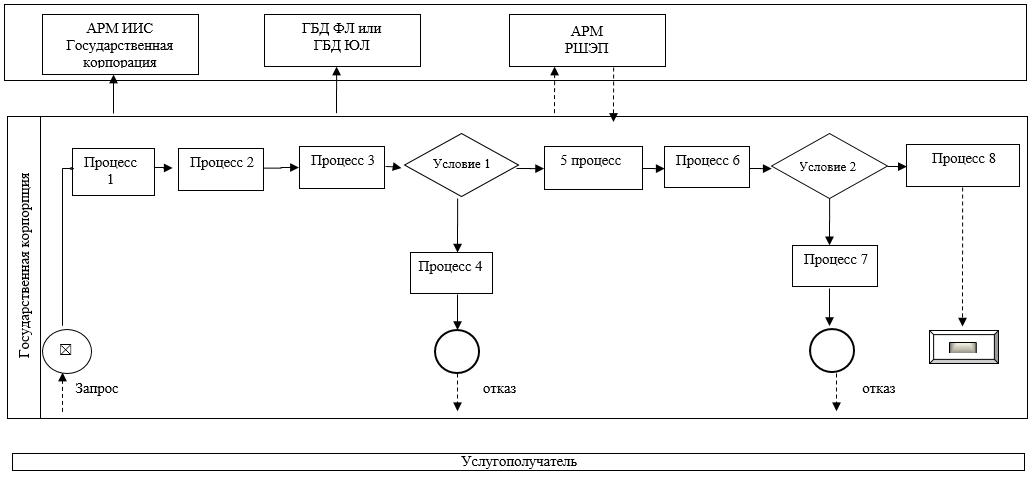 АРМ ИИС
Государственная
корпорация
ГБД ФЛ или
ГБД ЮЛ
АРМ
РШЭП
Государственная корпорпция
Процесс
1
Процесс 2
Процесс 3
Условие 1
5 процесс
Процесс 6
Условие 2
Процесс 8
Процесс 4
Процесс 7
Запрос
отказ
отказ
Услугополучатель